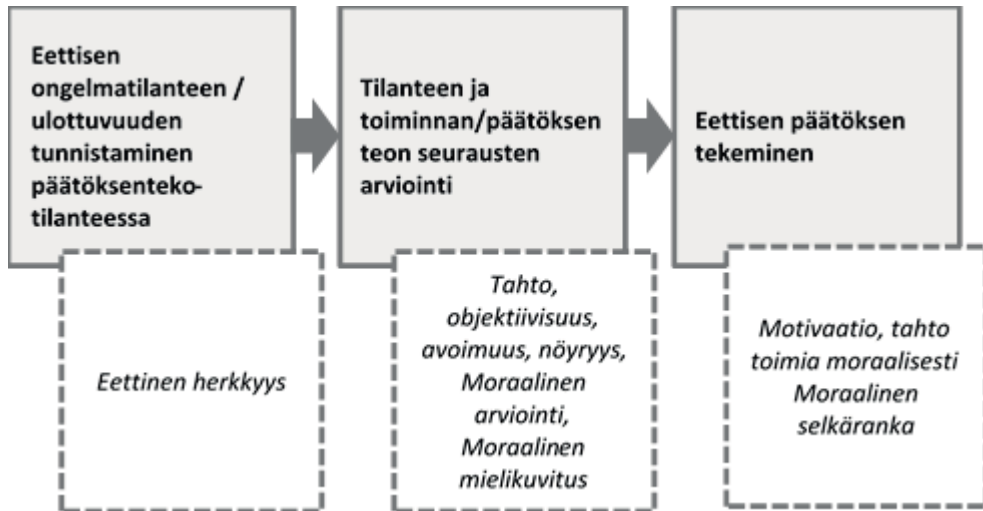 Eettisen
ongelmatilanteen /
ulottuvuuden
tunnistaminen
päätöksenteko-
tilanteessa
Eettinen herkkyys
Tilanteen ja
toiminnan/päätöksen
teon seurausten
arviointi
Tahto,
objektiivisuus,
avoimuus, nöyryys,
Moraalinen
arviointi,
Moraalinen
mielikuvitus
Eettisen päätöksen
tekeminen
Motivaatio, tahto
toimia moraalisesti
Moraalinen
selkäranka